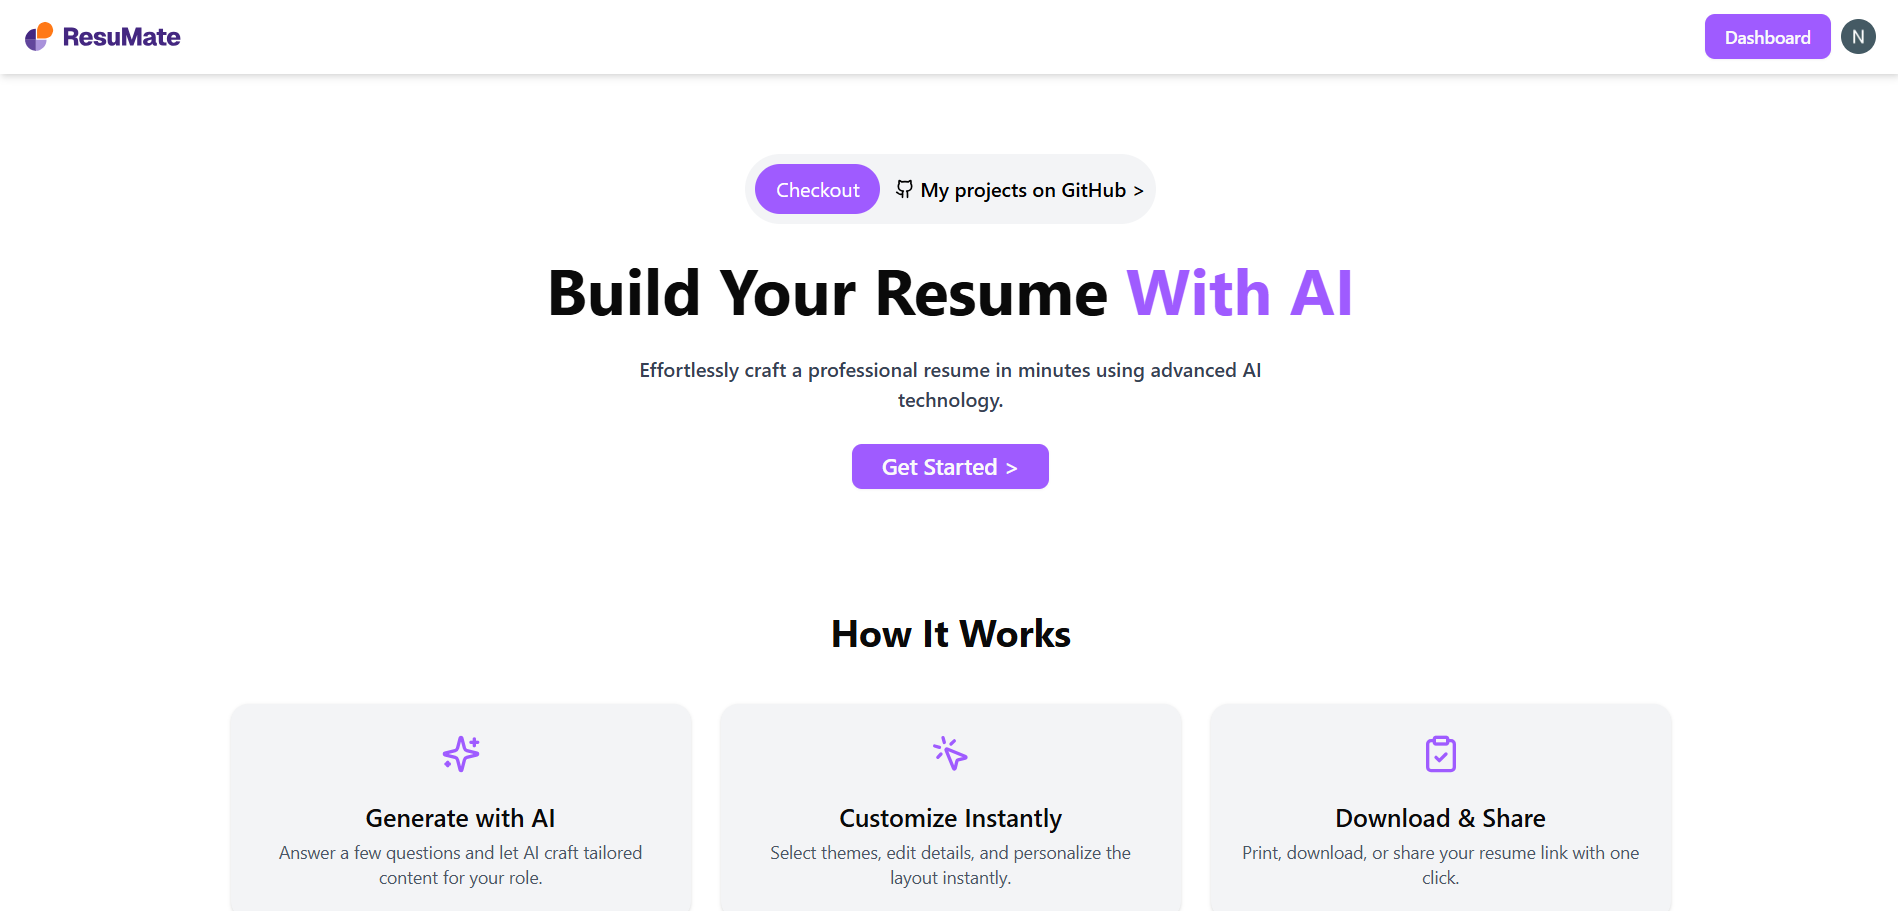 ResuMate
Dashboard
N
Checkout
My projects on GitHub >
Build Your Resume With AI
Effortlessly craft a professional resume in minutes using advanced AI
technology.
Get Started >
How It Works
Generate with AI
Answer a few questions and let AI craft tailored
content for your role.
Customize Instantly
Select themes, edit details, and personalize the
layout instantly.
Download & Share
Print, download, or share your resume link with one
click.